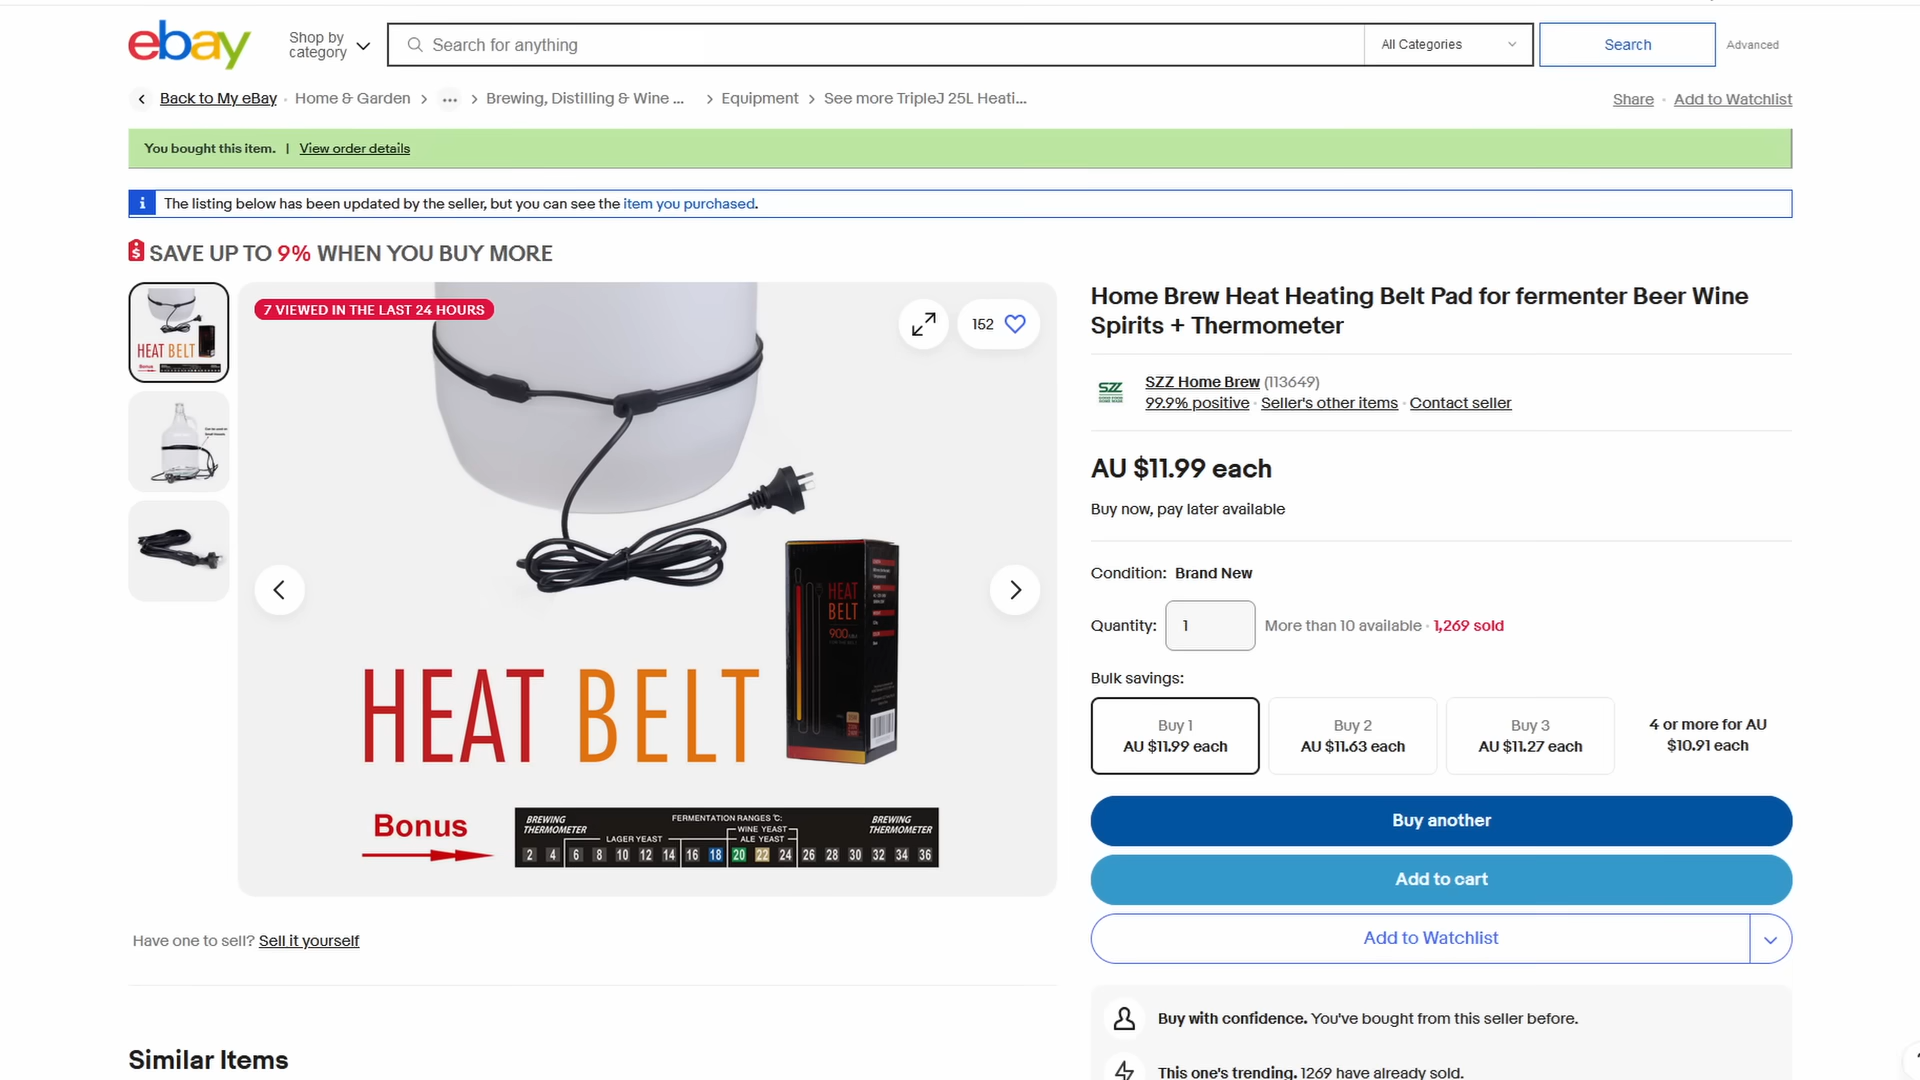 ebay
Shop by
category
Search for anything
All Categories
Search
Advanced
Back to My eBay
Home & Garden
...
Brewing, Distilling & Wine ...
Equipment
See more TripleJ 25L Heati...
Share
Add to Watchlist
You bought this item. | View order details
i The listing below has been updated by the seller, but you can see the item you purchased.
SAVE UP TO 9% WHEN YOU BUY MORE
HEAT BELT
Bonus
7 VIEWED IN THE LAST 24 HOURS
152
HEAT
BELT
900
HEAT BELT
Bonus
BREWING
THERMOMETER
FERMENTATION RANGES °C:
WINE YEAST
LAGER YEAST
ALE YEAST
BREWING
THERMOMETER
2 4 6 8 10 12 14 16 18 20 22 24 26 28 30 32 34 36
Have one to sell? Sell it yourself
Similar Items
Home Brew Heat Heating Belt Pad for fermenter Beer Wine
Spirits + Thermometer
SZZ
SZZ Home Brew (113649)
99.9% positive · Seller's other items · Contact seller
AU $11.99 each
Buy now, pay later available
Condition: Brand New
Quantity: 1 More than 10 available · 1,269 sold
Bulk savings:
Buy 1
AU $11.99 each
Buy 2
AU $11.63 each
Buy 3
AU $11.27 each
4 or more for AU
$10.91 each
Buy another
Add to cart
Add to Watchlist
Buy with confidence. You've bought from this seller before.
This one's trending. 1269 have already sold.